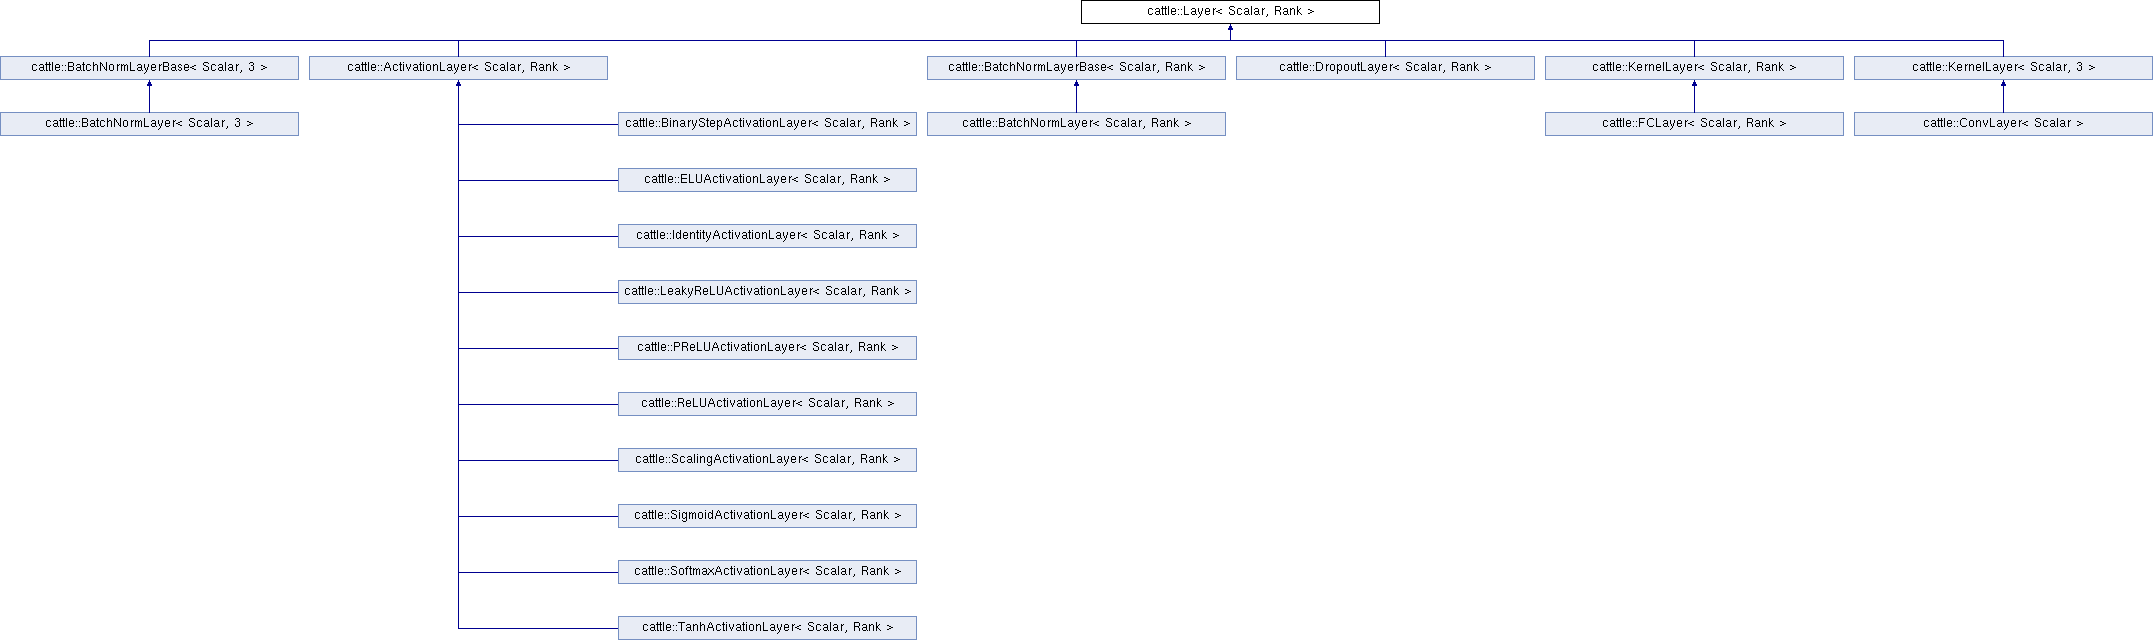 cattle::Layer< Scalar, Rank >
cattle::BatchNormLayerBase< Scalar, 3 >
cattle::ActivationLayer< Scalar, Rank >
cattle::BatchNormLayerBase< Scalar, Rank >
cattle::DropoutLayer< Scalar, Rank >
cattle::KernelLayer< Scalar, Rank >
cattle::KernelLayer< Scalar, 3 >
cattle::BatchNormLayer< Scalar, 3 >
cattle::BinaryStepActivationLayer< Scalar, Rank >
cattle::BatchNormLayer< Scalar, Rank >
cattle::FCLayer< Scalar, Rank >
cattle::ConvLayer< Scalar >
cattle::ELUActivationLayer< Scalar, Rank >
cattle::IdentityActivationLayer< Scalar, Rank >
cattle::LeakyReLUActivationLayer< Scalar, Rank >
cattle::PReLUActivationLayer< Scalar, Rank >
cattle::ReLUActivationLayer< Scalar, Rank >
cattle::ScalingActivationLayer< Scalar, Rank >
cattle::SigmoidActivationLayer< Scalar, Rank >
cattle::SoftmaxActivationLayer< Scalar, Rank >
cattle::TanhActivationLayer< Scalar, Rank >